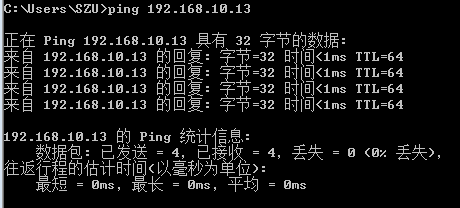 C:\Users\SZU>ping 192.168.10.13
正在 Ping 192.168.10.13 具有 32 字节的数据:
来自 192.168.10.13 的回复: 字节=32 时间<1ms TTL=64
来自 192.168.10.13 的回复: 字节=32 时间<1ms TTL=64
来自 192.168.10.13 的回复: 字节=32 时间<1ms TTL=64
来自 192.168.10.13 的回复: 字节=32 时间<1ms TTL=64
192.168.10.13 的 Ping 统计信息:
数据包: 已发送 = 4, 已接收 = 4, 丢失 = 0 (0% 丢失),
往返行程的估计时间(以毫秒为单位):
最短 = 0ms, 最长 = 0ms, 平均 = 0ms